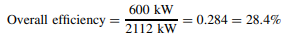 Overall efficiency = 600 kW / 2112 kW = 0.284 = 28.4%